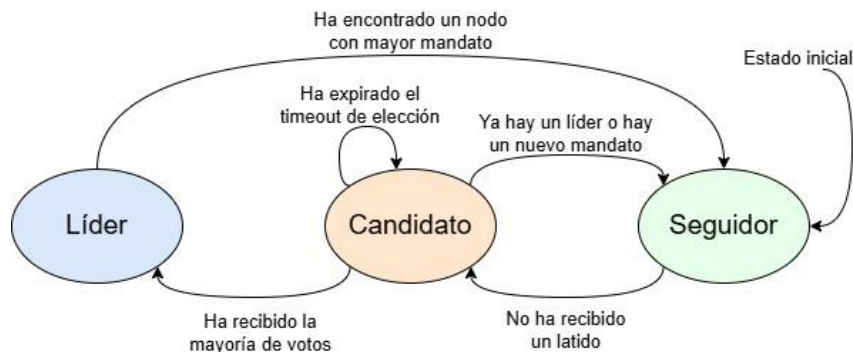 Ha encontrado un nodo
con mayor mandato
Estado inicial
Ha expirado el
timeout de elección
Ya hay un líder o hay
un nuevo mandato
Líder
Candidato
Seguidor
Ha recibido la
mayoría de votos
No ha recibido
un latido